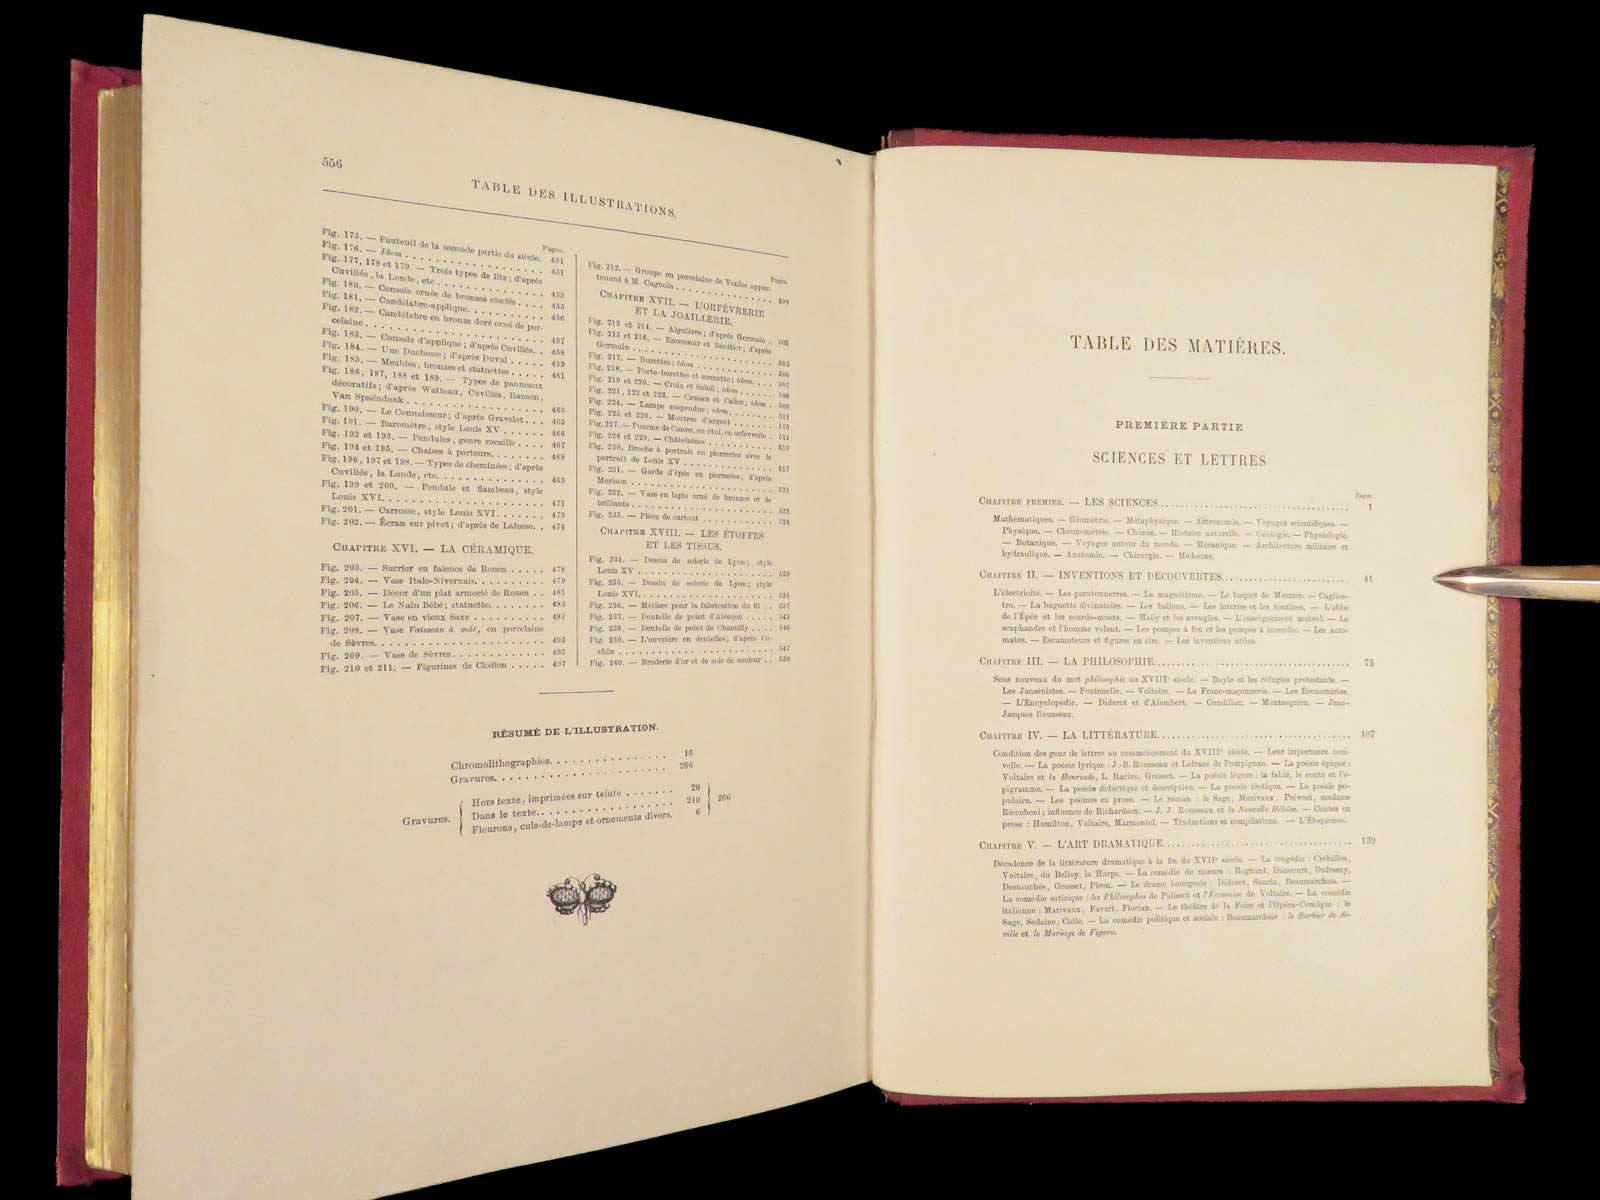 556
TABLE DES ILLUSTRATIONS.
Pages.
Fig. 175. — Fauteuil de la seconde partie du siècle. 451
Fig. 176. — Idem . . . . . . . . . . . . . . . . . . 451
Fig. 177, 178 et 179. — Trois types de lits ; d'après
Cuvilliés, la Londe, etc . . . . . . . . . . . . . . . 453
Fig. 180. — Console ornée de bronzes ciselés . . . . 455
Fig. 181. — Candélabre-applique. . . . . . . . . . . 456
Fig. 182. — Candélabre en bronze doré orné de por-
celaine . . . . . . . . . . . . . . . . . . . . . . . 457
Fig. 183. — Console d'applique ; d'après Cuvilliés. . 458
Fig. 184. — Une Duchesse ; d'après Duval . . . . . 459
Fig. 185. — Meubles, bronzes et statuettes . . . . . 461
Fig. 186, 187, 188 et 189. — Types de panneaux
décoratifs ; d'après Watteau, Cuvilliés, Ranson,
Van Spaëndonk . . . . . . . . . . . . . . . . . . . 463
Fig. 190. — Le Connaisseur ; d'après Gravelot . . . 465
Fig. 191. — Baromètre, style Louis XV . . . . . . 466
Fig. 192 et 193. — Pendules, genre rocaille . . . . 467
Fig. 194 et 195. — Chaises à porteurs. . . . . . . . 468
Fig. 196, 197 et 198. — Types de cheminées ; d'après
Cuvilliés, la Londe, etc. . . . . . . . . . . . . . . 469
Fig. 199 et 200. — Pendule et flambeau, style
Louis XVI. . . . . . . . . . . . . . . . . . . . . . 471
Fig. 201. — Carrosse, style Louis XVI. . . . . . . 473
Fig. 202. — Écran sur pivot ; d'après de Lafosse. . 474
CHAPITRE XVI. — LA CÉRAMIQUE.
Fig. 203. — Sucrier en faïence de Rouen . . . . . 478
Fig. 204. — Vase Italo-Nivernais. . . . . . . . . . 479
Fig. 205. — Décor d'un plat armorié de Rouen . . 481
Fig. 206. — Le Nain Bébé ; statuette. . . . . . . . 483
Fig. 207. — Vase en vieux Saxe . . . . . . . . . . 487
Fig. 208. — Vase Vaisseau à mât, en porcelaine
de Sèvres. . . . . . . . . . . . . . . . . . . . . . 493
Fig. 209. — Vase de Sèvres. . . . . . . . . . . . . 495
Fig. 210 et 211. — Figurines de Clodion . . . . . 497
Pages.
Fig. 212. — Groupe en porcelaine de Venise appar-
tenant à M. Cagnola . . . . . . . . . . . . . . . . 499
CHAPITRE XVII. — L'ORFÉVRERIE
ET LA JOAILLERIE.
Fig. 213 et 214. — Aiguières ; d'après Germain . 503
Fig. 215 et 216. — Encensoir et Bénitier ; d'après
Germain . . . . . . . . . . . . . . . . . . . . . . 505
Fig. 217. — Burettes ; idem . . . . . . . . . . . . 506
Fig. 218. — Porte-burettes et sonnette ; idem. . . . 507
Fig. 219 et 220. — Croix et Soleil ; idem . . . . . . 508
Fig. 221, 222 et 223. — Crosses et Calice ; idem . 509
Fig. 224. — Lampe suspendue ; idem . . . . . . . . 511
Fig. 225 et 226. — Montres d'argent . . . . . . . 513
Fig. 227. — Pomme de Canne, ou étui, en orfévrerie . 514
Fig. 228 et 229. — Châtelaines . . . . . . . . . . . 515
Fig. 230. Broche à portrait en pierreries avec le
portrait de Louis XV . . . . . . . . . . . . . . . 517
Fig. 231. — Garde d'épée en pierreries ; d'après
Morison . . . . . . . . . . . . . . . . . . . . . . 521
Fig. 232. — Vase en lapis orné de bronzes et de
brillants . . . . . . . . . . . . . . . . . . . . . . 523
Fig. 233. — Pièce de surtout . . . . . . . . . . . . 524
CHAPITRE XVIII. — LES ÉTOFFES
ET LES TISSUS.
Fig. 234. — Dessin de soierie de Lyon ; style
Louis XV . . . . . . . . . . . . . . . . . . . . . . 529
Fig. 235. — Dessin de soierie de Lyon ; style
Louis XVI. . . . . . . . . . . . . . . . . . . . . . 531
Fig. 236. — Métiers pour la fabrication du fil . . 537
Fig. 237. — Dentelle de point d'Alençon . . . . . 543
Fig. 238. — Dentelle de point de Chantilly . . . . 546
Fig. 239. — L'ouvrière en dentelles ; d'après Co-
chin . . . . . . . . . . . . . . . . . . . . . . . . 547
Fig. 240. — Broderie d'or et de soie de couleur . . 550
RÉSUMÉ DE L'ILLUSTRATION.
Chromolithographies. . . . . . . . . . . . . . . . 16
Gravures. . . . . . . . . . . . . . . . . . . . . . 266
Gravures. { Hors texte, imprimées sur teinte . . . . . . . 20
Dans le texte. . . . . . . . . . . . . . . . . . 240 } 266
Fleurons, culs-de-lampe et ornements divers. 6
TABLE DES MATIÈRES.
PREMIÈRE PARTIE
SCIENCES ET LETTRES
Pages.
CHAPITRE PREMIER. — LES SCIENCES. . . . . . . . . . . . . . . . . . . . 1
Mathématiques. — Géométrie. — Métaphysique. — Astronomie. — Voyages scientifiques. —
Physique. — Chronométrie. — Chimie. — Histoire naturelle. — Géologie. — Physiologie.
— Botanique. — Voyages autour du monde. — Mécanique. — Architecture militaire et
hydraulique. — Anatomie. — Chirurgie. — Médecine.
CHAPITRE II. — INVENTIONS ET DÉCOUVERTES. . . . . . . . . . . . . . . 41
L'électricité. — Les paratonnerres. — Le magnétisme. — Le baquet de Mesmer. — Caglios-
tro. — La baguette divinatoire. — Les ballons. — Les loteries et les tontines. — L'abbé
de l'Épée et les sourds-muets. — Haüy et les aveugles. — L'enseignement mutuel. — Le
scaphandre et l'homme volant. — Les pompes à feu et les pompes à incendie. — Les auto-
mates. — Escamoteurs et figures en cire. — Les inventions utiles.
CHAPITRE III. — LA PHILOSOPHIE. . . . . . . . . . . . . . . . . . . . 75
Sens nouveau du mot philosophie au XVIIIe siècle. — Bayle et les réfugiés protestants. —
Les Jansénistes. — Fontenelle. — Voltaire. — La Franc-maçonnerie. — Les Économistes.
— L'Encyclopédie. — Diderot et d'Alembert. — Condillac. — Montesquieu. — Jean-
Jacques Rousseau.
CHAPITRE IV. — LA LITTÉRATURE. . . . . . . . . . . . . . . . . . . . 107
Condition des gens de lettres au commencement du XVIIIe siècle. — Leur importance nou-
velle. — La poésie lyrique : J.-B. Rousseau et Lefranc de Pompignan. — La poésie épique :
Voltaire et la Henriade, L. Racine, Gresset. — La poésie légère : la fable, le conte et l'é-
pigramme. — La poésie didactique et descriptive. — La poésie érotique. — La poésie po-
pulaire. — Les poèmes en prose. — Le roman : le Sage, Marivaux, Prévost, madame
Riccoboni ; influence de Richardson. — J. J. Rousseau et la Nouvelle Héloïse. — Contes en
prose : Hamilton, Voltaire, Marmontel. — Traductions et compilations. — L'Éloquence.
CHAPITRE V. — L'ART DRAMATIQUE. . . . . . . . . . . . . . . . . . . . 139
Décadence de la littérature dramatique à la fin du XVIIe siècle. — La tragédie : Crébillon,
Voltaire, du Belloy, la Harpe. — La comédie de mœurs : Regnard, Dancourt, Dufresny,
Destouches, Gresset, Piron. — Le drame bourgeois : Diderot, Saurin, Beaumarchais. —
La comédie satirique : les Philosophes de Palissot et l'Écossaise de Voltaire. — La comédie
italienne : Marivaux, Favart, Florian. — Le théâtre de la Foire et l'Opéra-Comique : le
Sage, Sedaine, Collé. — La comédie politique et sociale : Beaumarchais : le Barbier de Sé-
ville et le Mariage de Figaro.